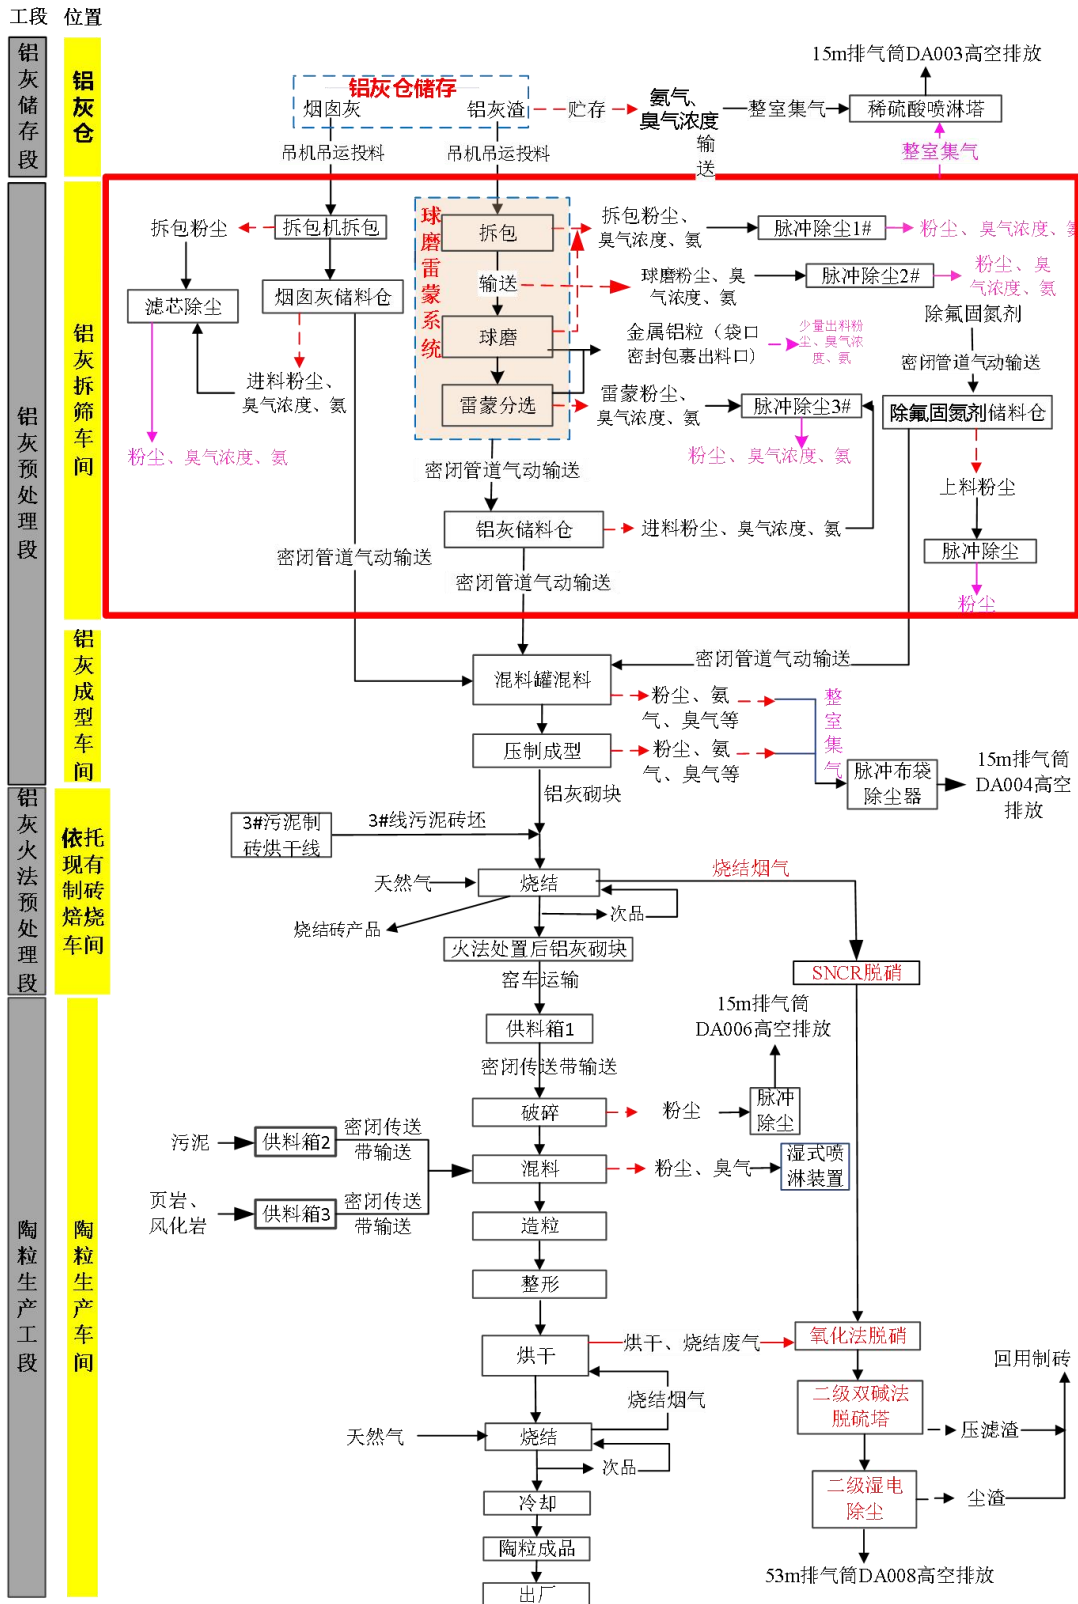 工段 位置
铝灰储存段
铝灰仓
铝灰仓储存
烟囱灰
铝灰渣
贮存
氨气、
臭气浓度
整室集气
稀硫酸喷淋塔
15m排气筒DA003高空排放
整室集气
输送
吊机吊运投料
吊机吊运投料
铝灰预处理段
铝灰拆筛车间
拆包粉尘
拆包机拆包
滤芯除尘
烟囱灰储料仓
进料粉尘、
臭气浓度、氨
粉尘、臭气浓度、氨
球磨雷蒙系统
拆包
输送
球磨
雷蒙分选
拆包粉尘、
臭气浓度、氨
脉冲除尘1#
粉尘、臭气浓度、氨
球磨粉尘、臭
气浓度、氨
脉冲除尘2#
粉尘、臭
气浓度、氨
金属铝粒（袋口
密封包裹出料口）
少量出料粉
尘、臭气浓
度、氨
雷蒙粉尘、
臭气浓度、氨
脉冲除尘3#
粉尘、臭气浓度、氨
除氟固氮剂
密闭管道气动输送
除氟固氮剂储料仓
上料粉尘
脉冲除尘
粉尘
密闭管道气动输送
铝灰储料仓
进料粉尘、臭气浓度、氨
密闭管道气动输送
密闭管道气动输送
铝灰成型车间
密闭管道气动输送
混料罐混料
粉尘、氨
气、臭气等
整室集气
压制成型
粉尘、氨
气、臭气等
脉冲布袋
除尘器
15m排气筒
DA004高空
排放
铝灰砌块
铝灰火法预处理段
依托现有制砖焙烧车间
3#污泥制
砖烘干线
3#线污泥砖坯
天然气
烧结
烧结烟气
次品
烧结砖产品
火法处置后铝灰砌块
SNCR脱硝
窑车运输
陶粒生产工段
陶粒生产车间
供料箱1
15m排气筒
DA006高空排放
密闭传送带输送
破碎
粉尘
脉冲
除尘
污泥
供料箱2
密闭传送
带输送
混料
粉尘、臭气
湿式喷
淋装置
页岩、
风化岩
供料箱3
密闭传送
带输送
造粒
整形
烘干
烘干、烧结废气
氧化法脱硝
回用制砖
烧结烟气
二级双碱法
脱硫塔
压滤渣
天然气
烧结
次品
二级湿电
除尘
尘渣
冷却
陶粒成品
53m排气筒DA008高空排放
出厂